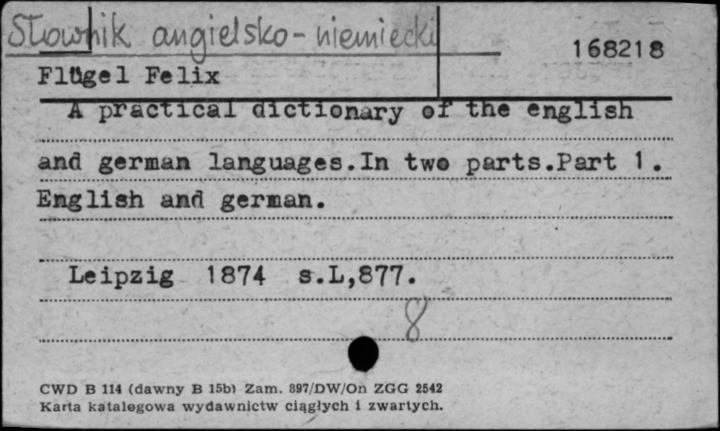 Słownik angielsko-niemiecki
168218
Flügel Felix
A practical dictionary of the english
and german languages.In two parts.Part 1.
English and german.
Leipzig 1874 s.L,877.
8
CWD B 114 (dawny B 15b) Zam. 897/DW/On ZGG 2542
Karta katalogowa wydawnictw ciągłych i zwartych.